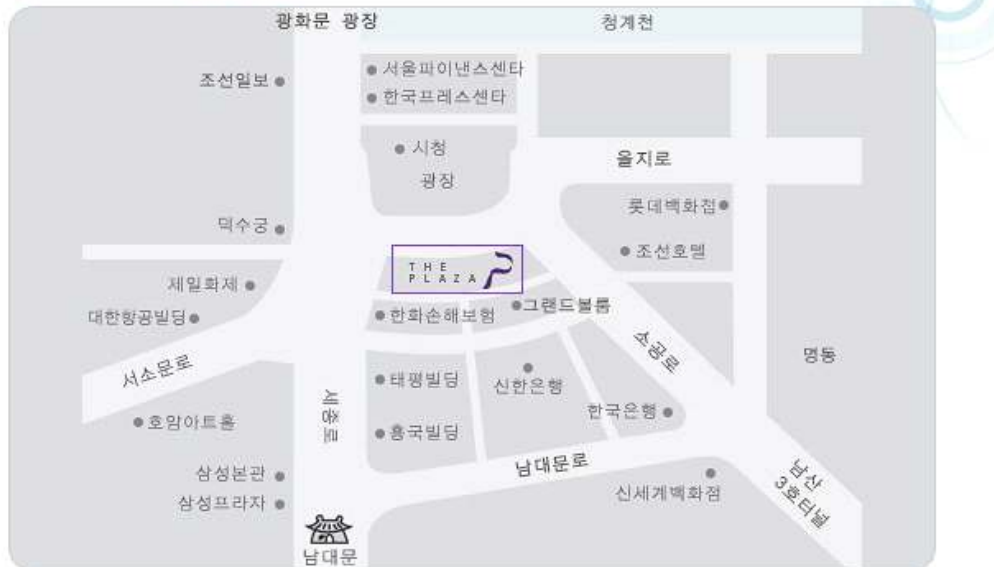 광화문 광장
청계천
조선일보
서울파이낸스센타
한국프레스센타
시청
광장
을지로
롯데백화점
덕수궁
조선호텔
THE
PLAZA
제일화제
그랜드볼룸
한화손해보험
대한항공빌딩
소공로
명동
서소문로
태평빌딩
신한은행
세종로
한국은행
호암아트홀
흥국빌딩
남대문로
삼성본관
신세계백화점
남산
3호터널
삼성프라자
남대문